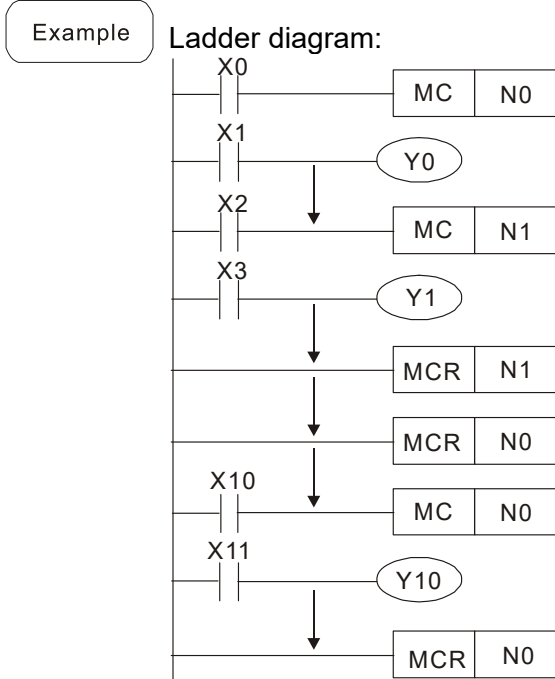 Example
Ladder diagram:
X0
MC N0
X1
Y0
X2
MC N1
X3
Y1
MCR N1
MCR N0
X10
MC N0
X11
Y10
MCR N0